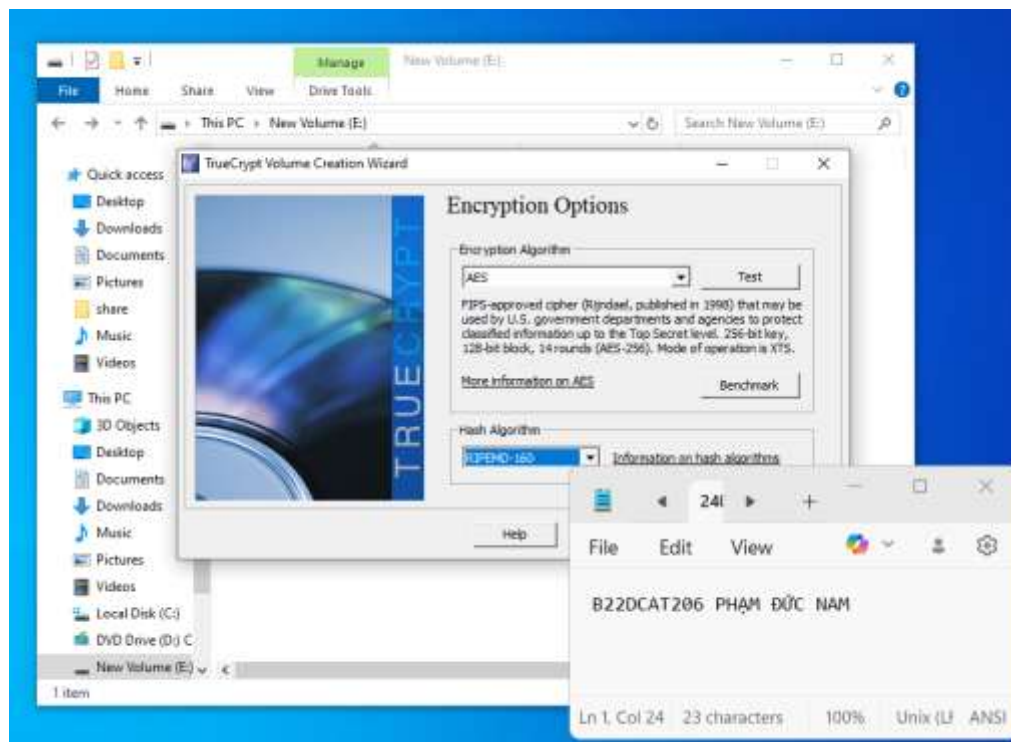 Manage
New Volume (E:)
File Home Share View Drive Tools
This PC › New Volume (E:)
Search New Volume (E:)
Quick access
Desktop
Downloads
Documents
Pictures
share
Music
Videos
This PC
3D Objects
Desktop
Documents
Downloads
Music
Pictures
Videos
Local Disk (C:)
DVD Drive (D:) C
New Volume (E:)
1 item
TrueCrypt Volume Creation Wizard
TRUECRYPT
Encryption Options
Encryption Algorithm
AES
Test
FIPS-approved cipher (Rijndael, published in 1998) that may be
used by U.S. government departments and agencies to protect
classified information up to the Top Secret level. 256-bit key,
128-bit block, 14 rounds (AES-256). Mode of operation is XTS.
More information on AES
Benchmark
Hash Algorithm
RIPEMD-160
Information on hash algorithms
Help
24(
File Edit View
B22DCAT206 PHẠM ĐỨC NAM
Ln 1, Col 24 23 characters 100% Unix (LF ANSI